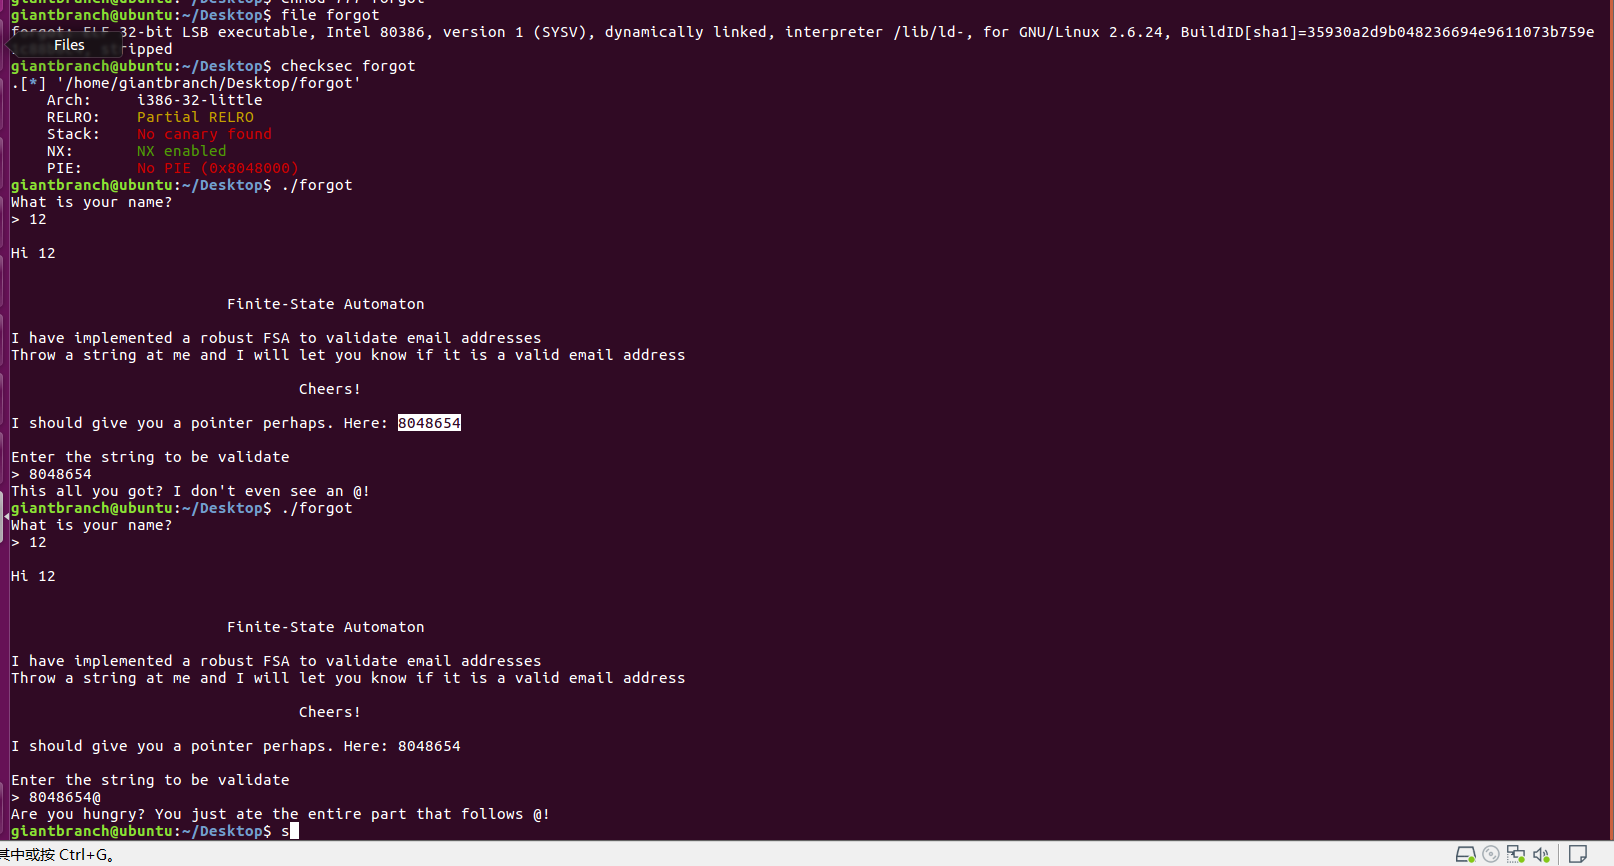 giantbranch@ubuntu:~/Desktop$ chmod 777 forgot
giantbranch@ubuntu:~/Desktop$ file forgot
forgot: ELF 32-bit LSB executable, Intel 80386, version 1 (SYSV), dynamically linked, interpreter /lib/ld-, for GNU/Linux 2.6.24, BuildID[sha1]=35930a2d9b048236694e9611073b759e
Files
stripped
giantbranch@ubuntu:~/Desktop$ checksec forgot
.[*] '/home/giantbranch/Desktop/forgot'
Arch: i386-32-little
RELRO: Partial RELRO
Stack: No canary found
NX: NX enabled
PIE: No PIE (0x8048000)
giantbranch@ubuntu:~/Desktop$ ./forgot
What is your name?
> 12
Hi 12
Finite-State Automaton
I have implemented a robust FSA to validate email addresses
Throw a string at me and I will let you know if it is a valid email address
Cheers!
I should give you a pointer perhaps. Here: 8048654
Enter the string to be validate
> 8048654
This all you got? I don't even see an @!
giantbranch@ubuntu:~/Desktop$ ./forgot
What is your name?
> 12
Hi 12
Finite-State Automaton
I have implemented a robust FSA to validate email addresses
Throw a string at me and I will let you know if it is a valid email address
Cheers!
I should give you a pointer perhaps. Here: 8048654
Enter the string to be validate
> 8048654@
Are you hungry? You just ate the entire part that follows @!
giantbranch@ubuntu:~/Desktop$ s
其中或按 Ctrl+G。